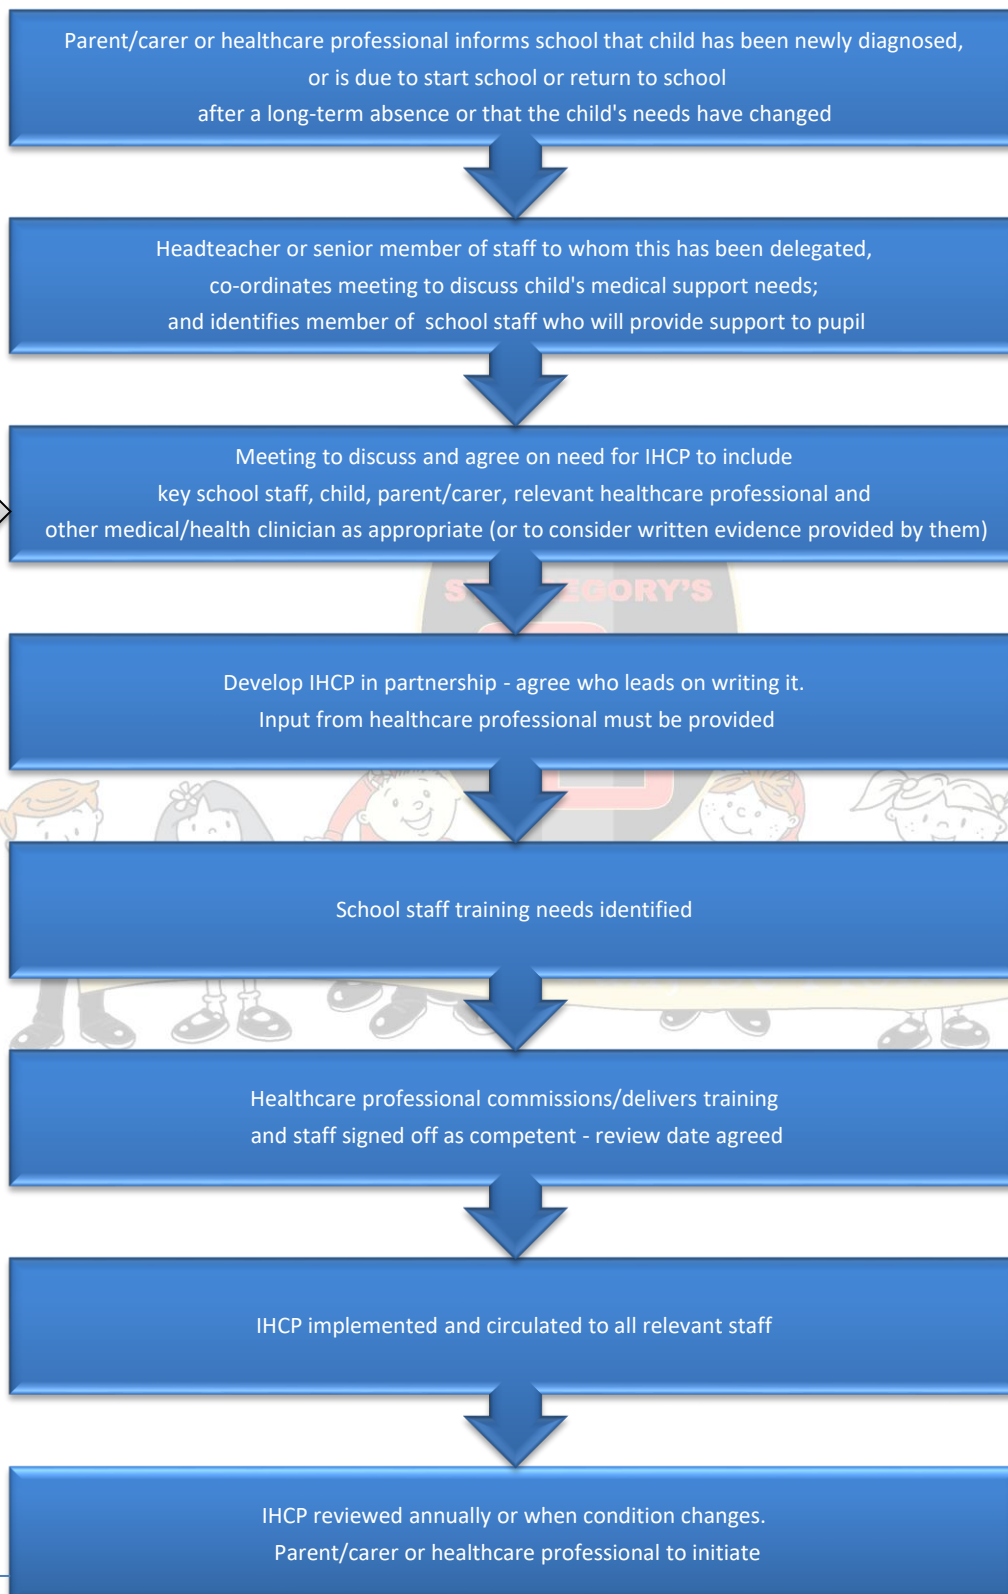 Parent/carer or healthcare professional informs school that child has been newly diagnosed,
or is due to start school or return to school
after a long-term absence or that the child's needs have changed
Headteacher or senior member of staff to whom this has been delegated,
co-ordinates meeting to discuss child's medical support needs;
and identifies member of school staff who will provide support to pupil
Meeting to discuss and agree on need for IHCP to include
key school staff, child, parent/carer, relevant healthcare professional and
other medical/health clinician as appropriate (or to consider written evidence provided by them)
Develop IHCP in partnership - agree who leads on writing it.
Input from healthcare professional must be provided
School staff training needs identified
Healthcare professional commissions/delivers training
and staff signed off as competent - review date agreed
IHCP implemented and circulated to all relevant staff
IHCP reviewed annually or when condition changes.
Parent/carer or healthcare professional to initiate